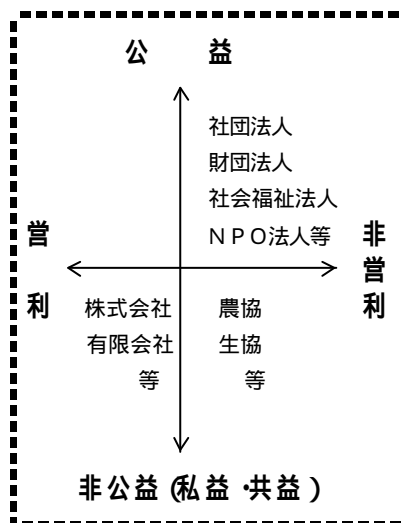 公　益
社団法人
財団法人
社会福祉法人
ＮＰＯ法人等
営利
非営利
株式会社
有限会社
等
農協
生協
等
非公益（私益・共益）